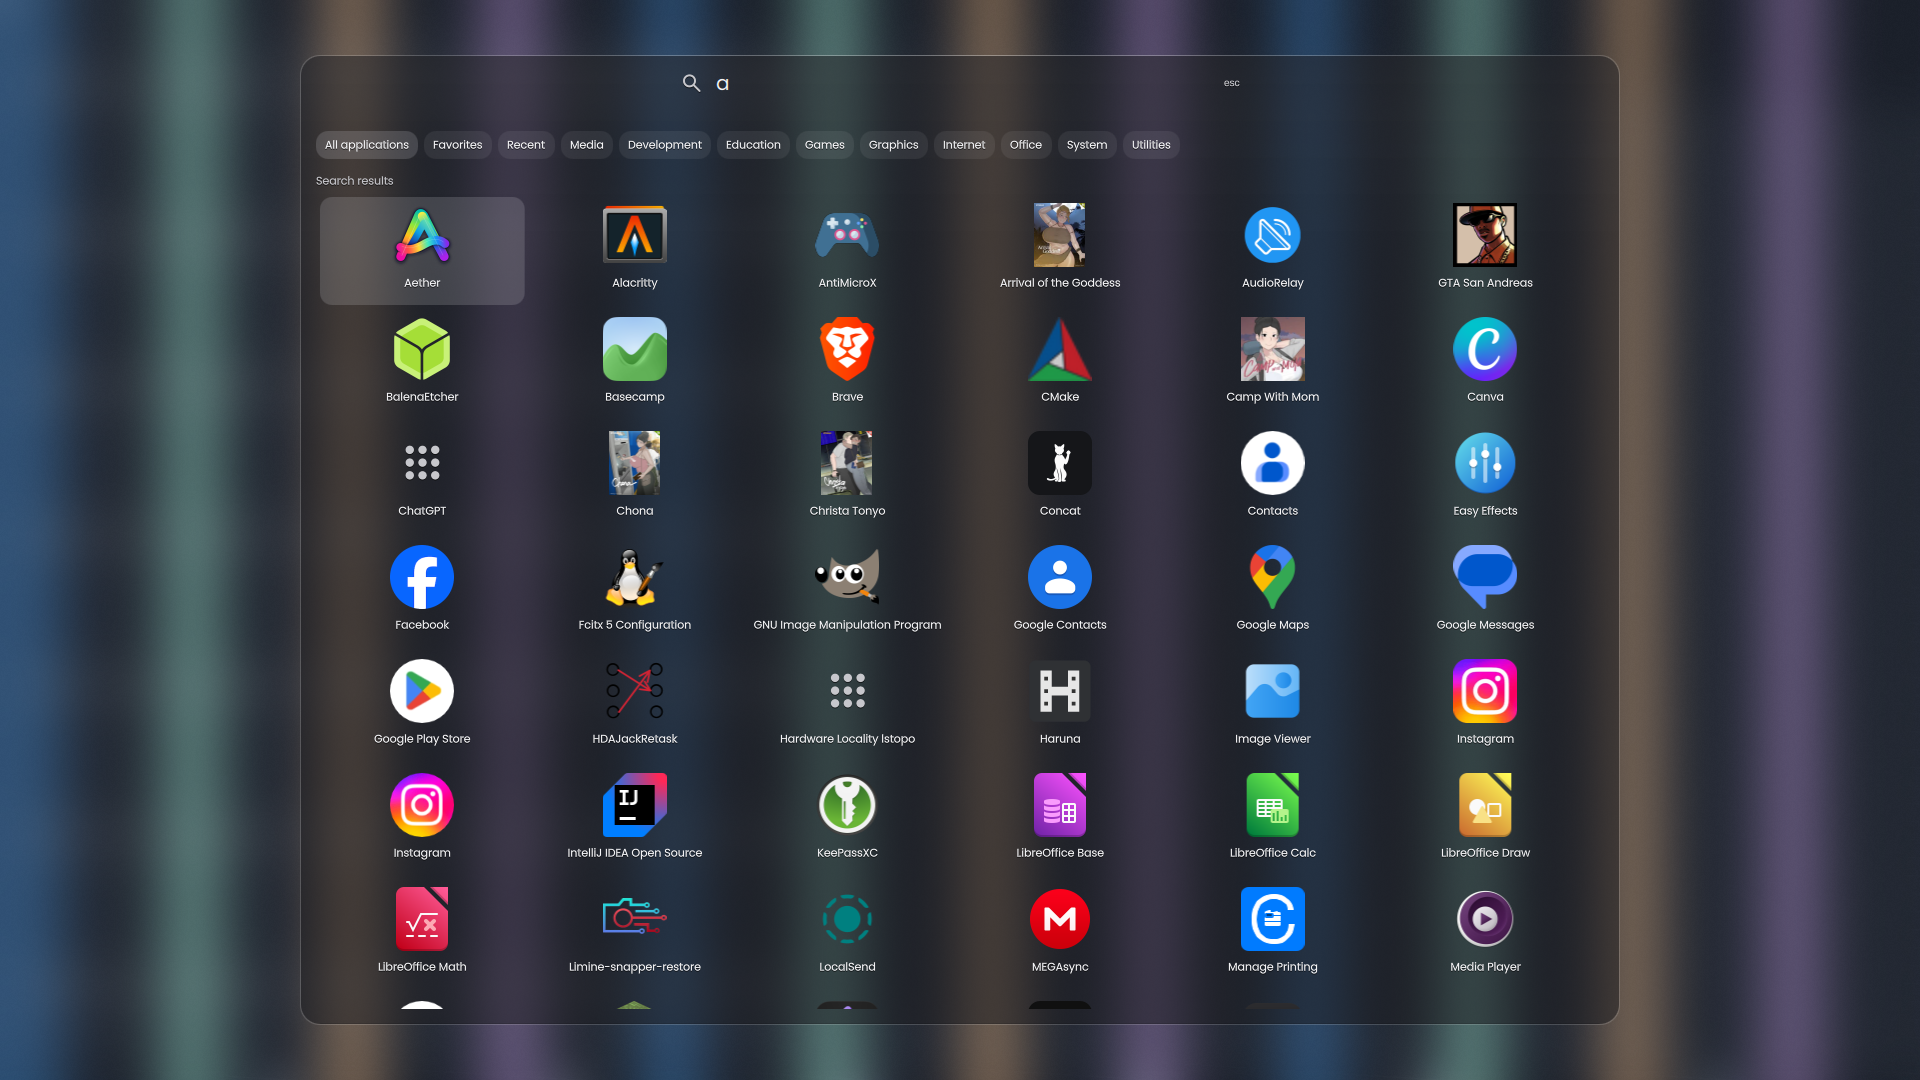 a
esc
All applications
Favorites
Recent
Media
Development
Education
Games
Graphics
Internet
Office
System
Utilities
Search results
Aether
Alacritty
AntiMicroX
Arrival of the Goddess
AudioRelay
GTA San Andreas
BalenaEtcher
Basecamp
Brave
CMake
Camp With Mom
Canva
ChatGPT
Chona
Christa Tonyo
Concat
Contacts
Easy Effects
Facebook
Fcitx 5 Configuration
GNU Image Manipulation Program
Google Contacts
Google Maps
Google Messages
Google Play Store
HDAJackRetask
Hardware Locality lstopo
Haruna
Image Viewer
Instagram
Instagram
IJ
IntelliJ IDEA Open Source
KeePassXC
LibreOffice Base
LibreOffice Calc
LibreOffice Draw
LibreOffice Math
Limine-snapper-restore
LocalSend
MEGAsync
Manage Printing
Media Player